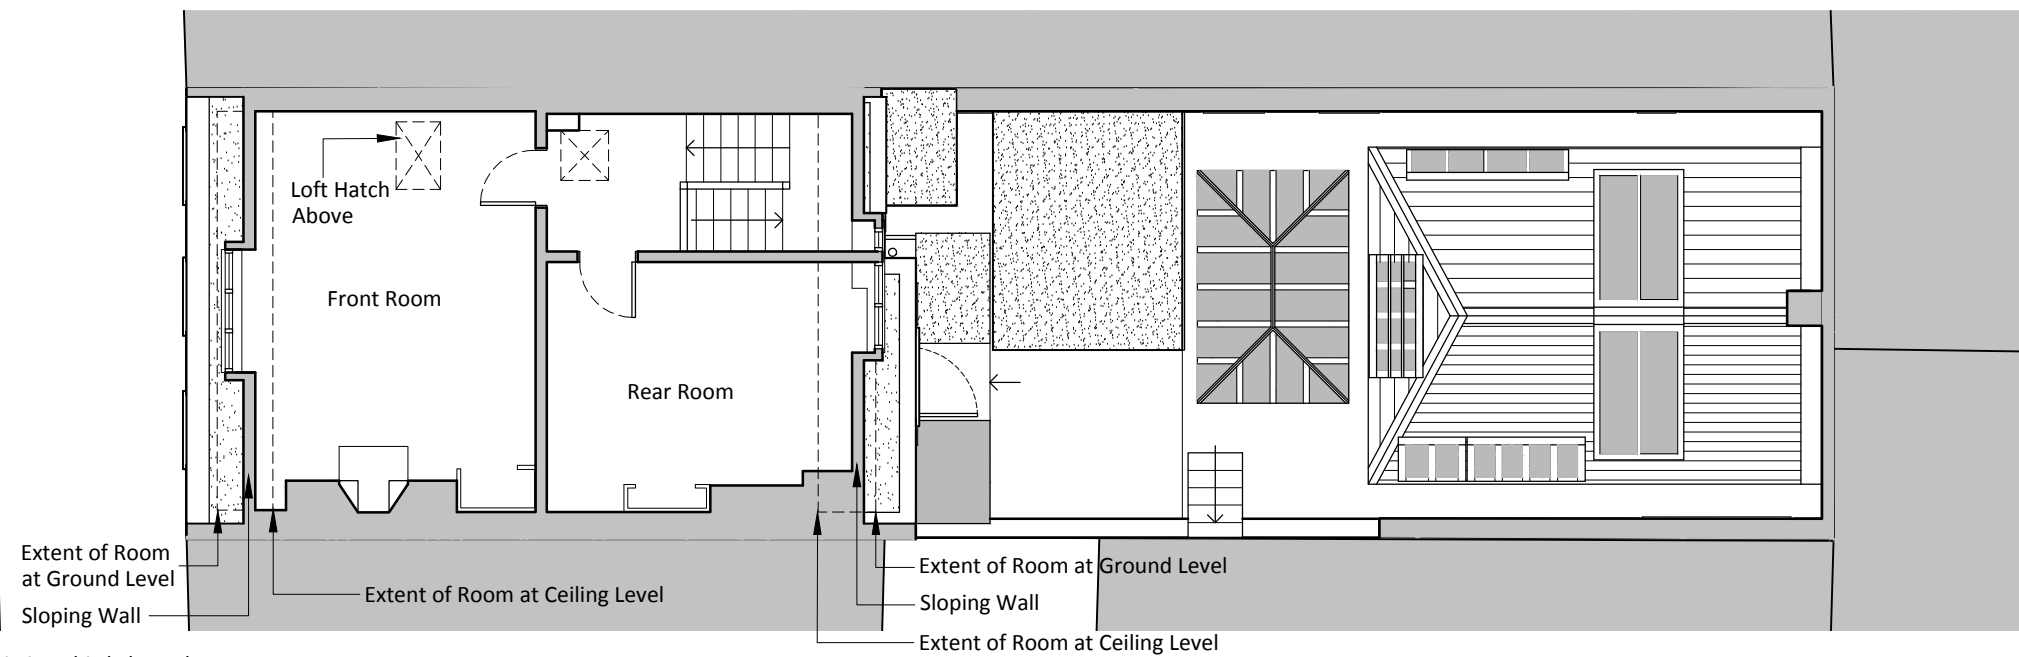 Loft Hatch
Above
Front Room
Rear Room
Extent of Room
at Ground Level
Sloping Wall
Extent of Room at Ceiling Level
Extent of Room at Ground Level
Sloping Wall
Extent of Room at Ceiling Level